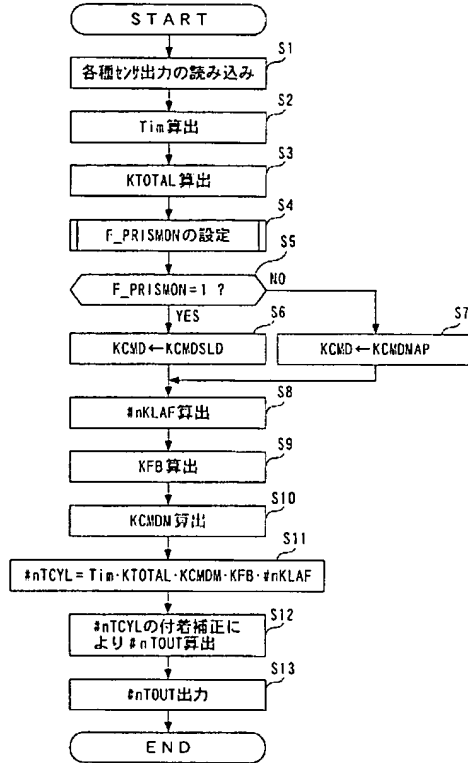 START
S1
各種センサ出力の読み込み
S2
Tim算出
S3
KTOTAL算出
S4
F_PRISMONの設定
S5
F_PRISMON=1 ?
NO
YES
S6
KCMD←KCMDSLD
S7
KCMD←KCMDMAP
S8
#nKLAF算出
S9
KFB算出
S10
KCMDM算出
S11
#nTCYL=Tim·KTOTAL·KCMDM·KFB·#nKLAF
S12
#nTCYLの付着補正に
より#nTOUT算出
S13
#nTOUT出力
END